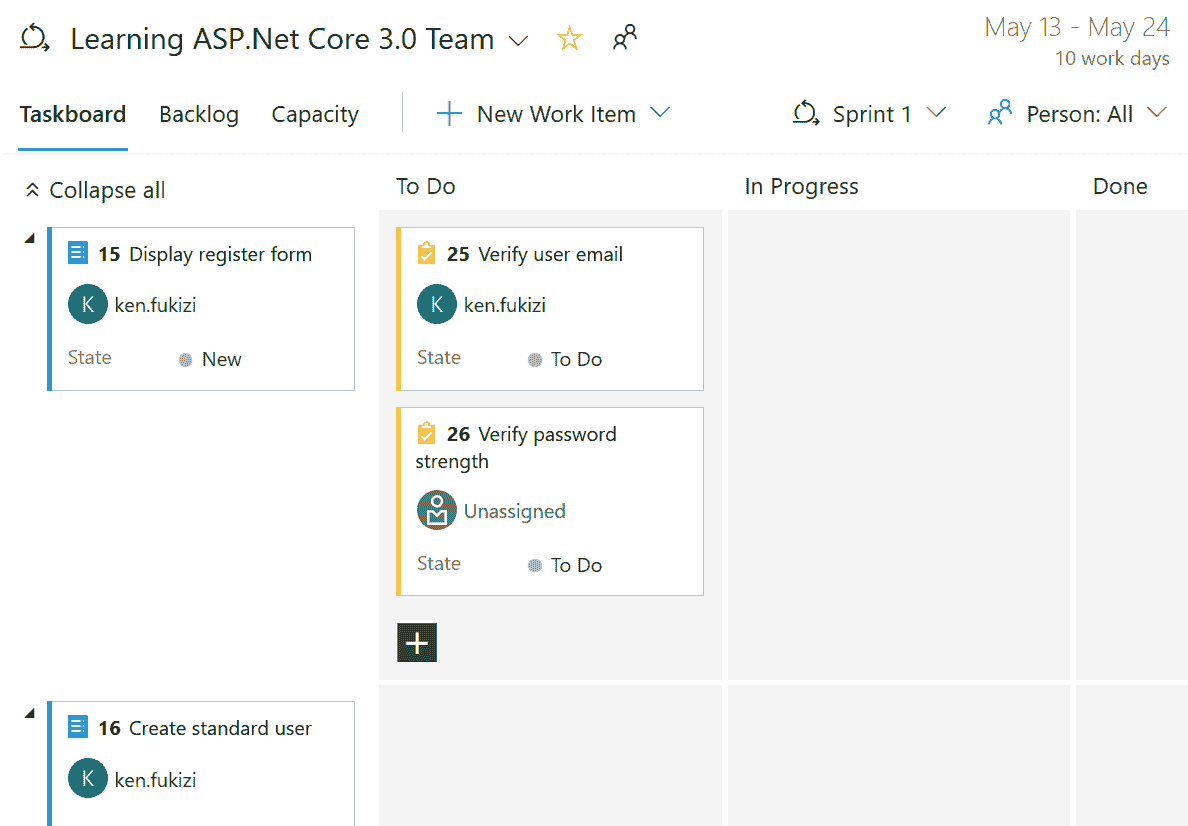 Learning ASP.Net Core 3.0 Team
May 13 - May 24
10 work days
Taskboard Backlog Capacity New Work Item Sprint 1 Person: All
Collapse all To Do In Progress Done
15 Display register form
K ken.fukizi
State New
25 Verify user email
K ken.fukizi
State To Do
26 Verify password
strength
Unassigned
State To Do
16 Create standard user
K ken.fukizi